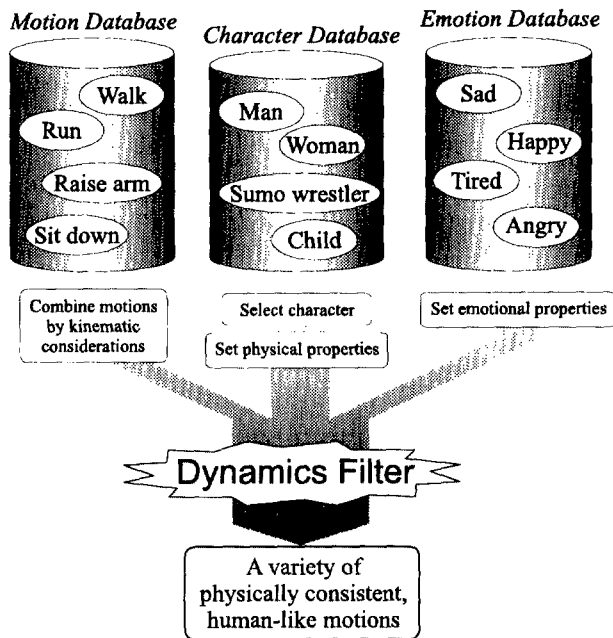 Motion Database
Character Database
Emotion Database
Walk
Run
Raise arm
Sit down
Man
Woman
Sumo wrestler
Child
Sad
Happy
Tired
Angry
Combine motions
by kinematic
considerations
Select character
Set physical properties
Set emotional properties
Dynamics Filter
A variety of
physically consistent,
human-like motions